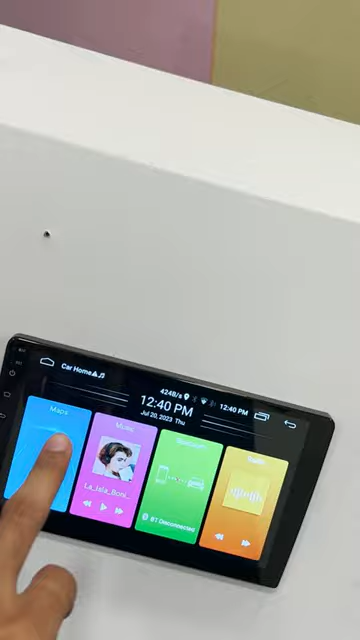 Car Home
424B/s
12:40 PM
12:40 PM
Jul 20, 2023 Thu
Maps
Music
La_Isla_Boni..
Bluetooth
BT Disconnected
Radio